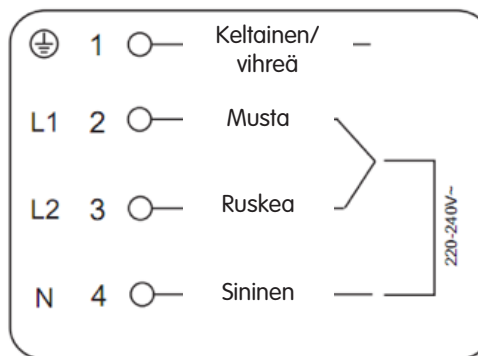 1 Keltainen/
vihreä
L1 2 Musta
L2 3 Ruskea
N 4 Sininen
220-240V~